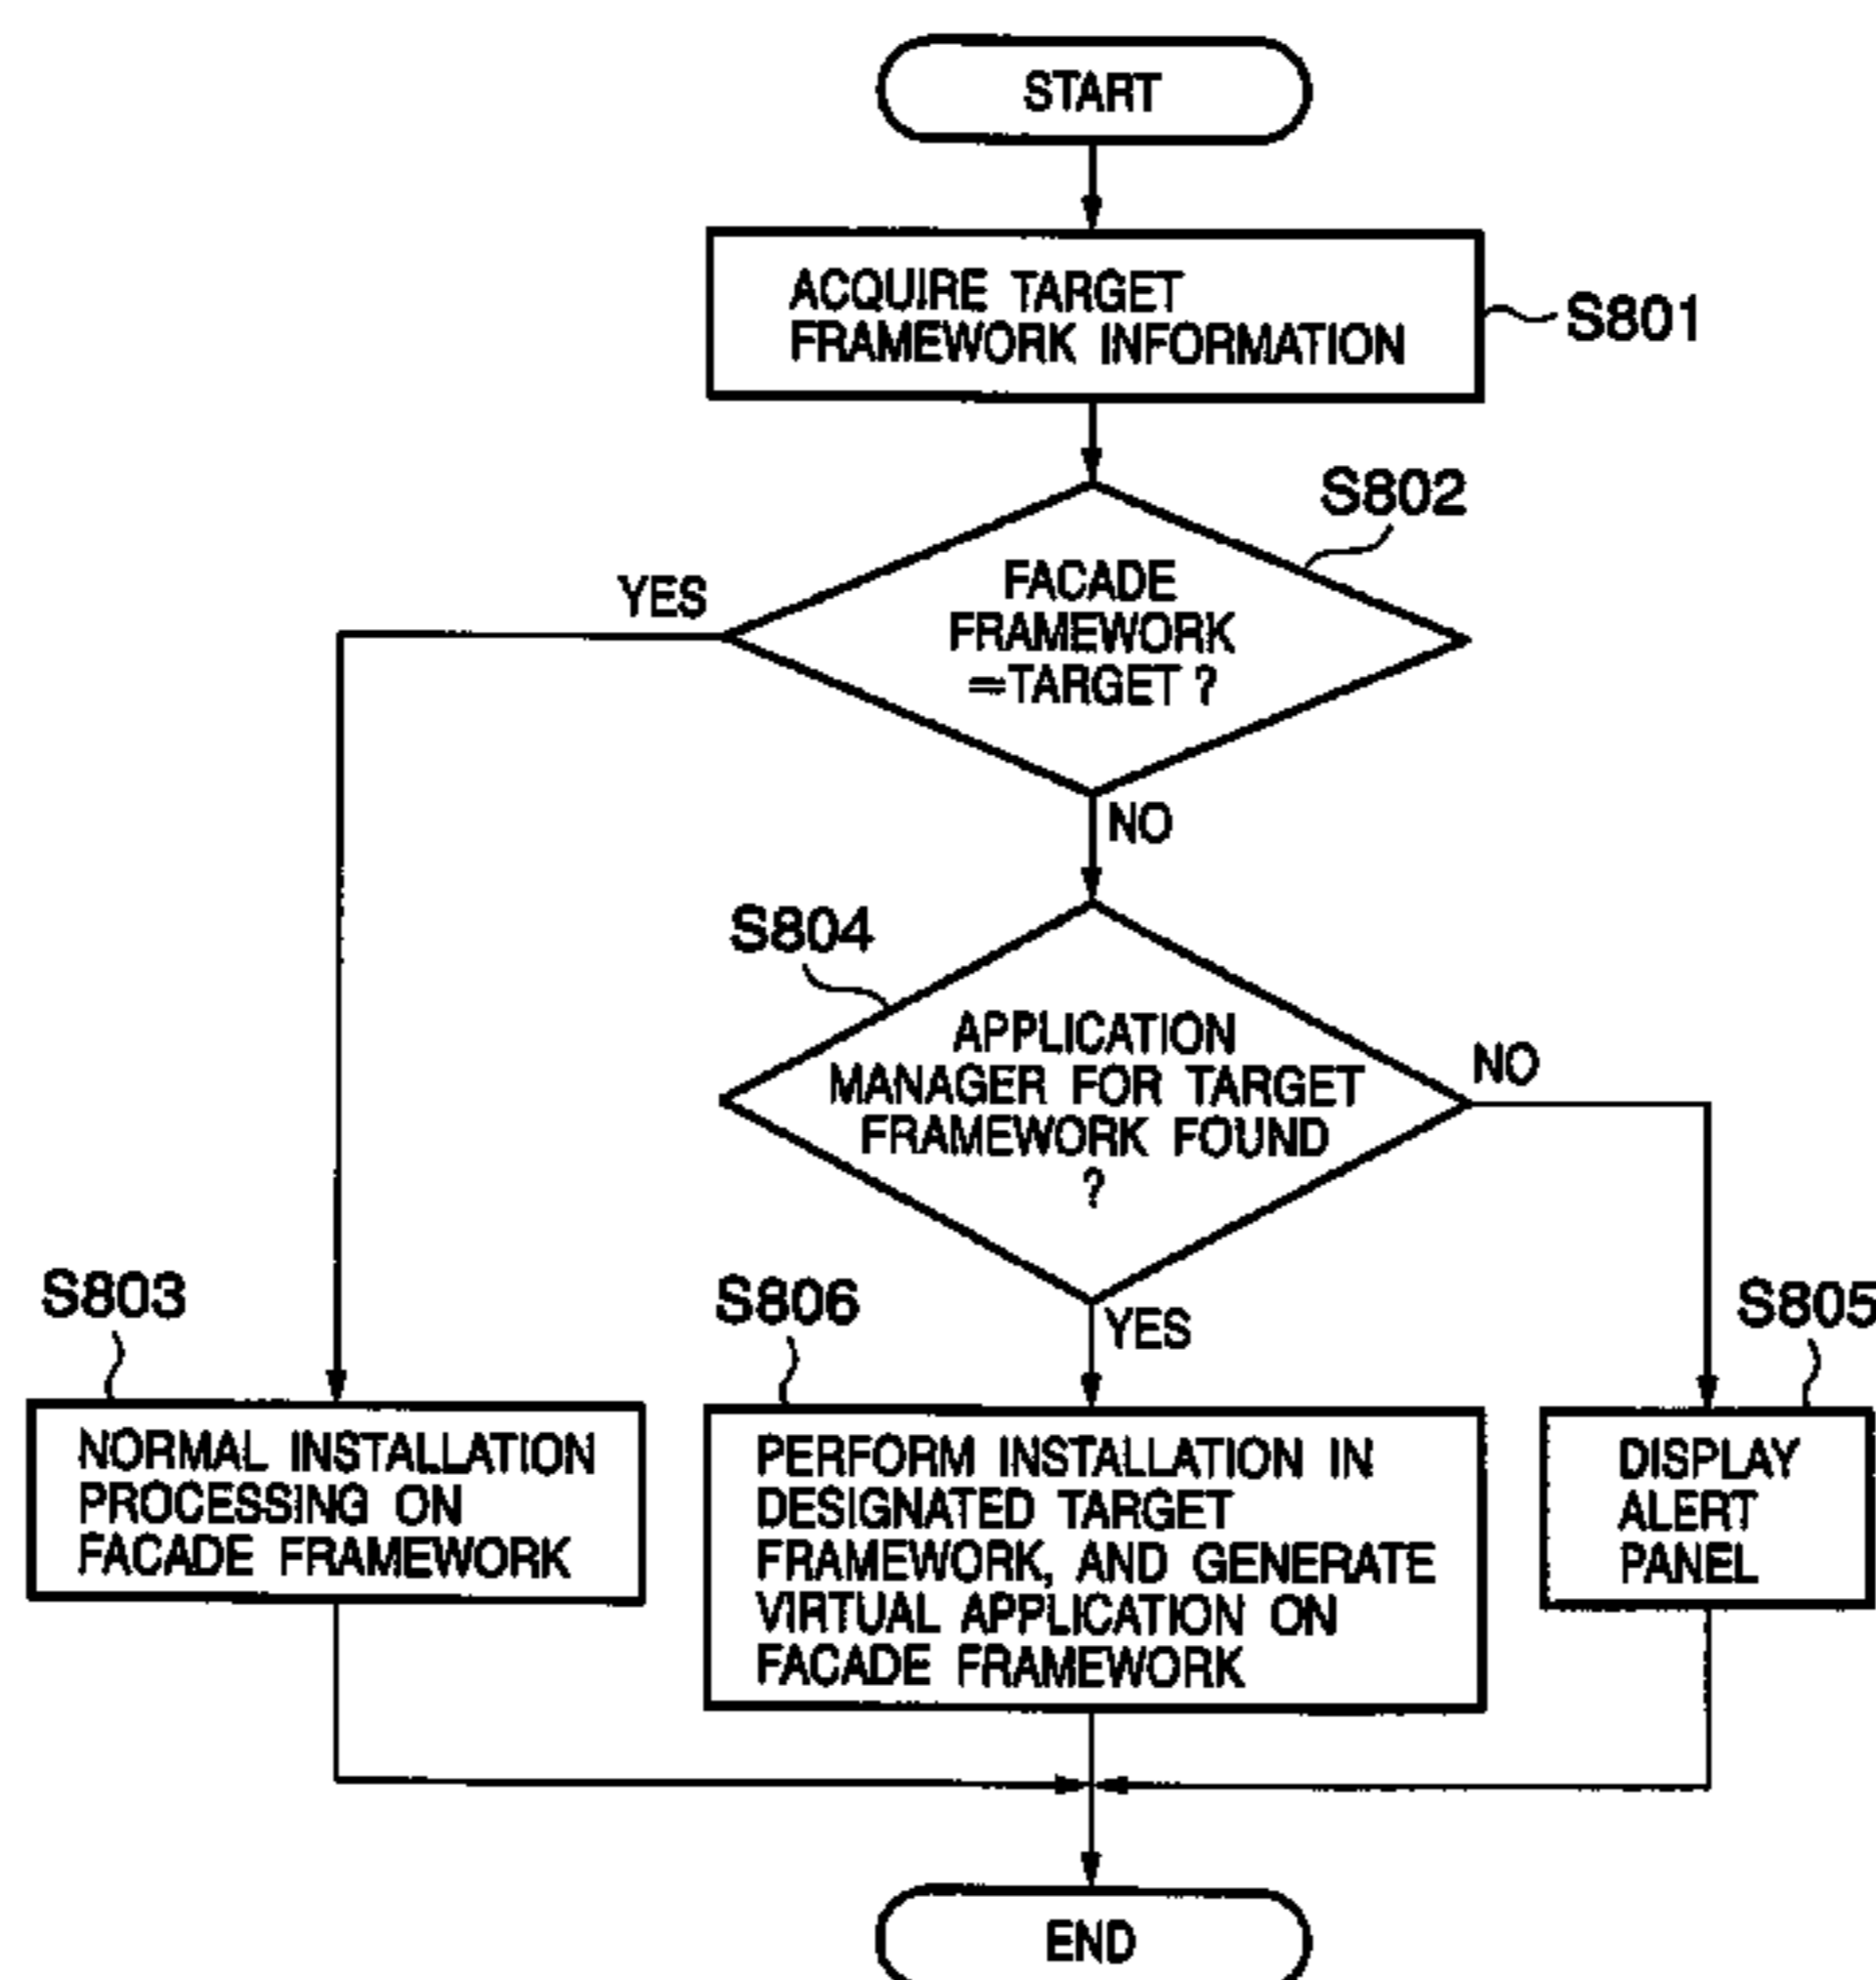 START
ACQUIRE TARGET
FRAMEWORK INFORMATION
S801
S802
FACADE
FRAMEWORK
=TARGET ?
YES
NO
S804
APPLICATION
MANAGER FOR TARGET
FRAMEWORK FOUND
?
NO
YES
S803
NORMAL INSTALLATION
PROCESSING ON
FACADE FRAMEWORK
S806
PERFORM INSTALLATION IN
DESIGNATED TARGET
FRAMEWORK, AND GENERATE
VIRTUAL APPLICATION ON
FACADE FRAMEWORK
S805
DISPLAY
ALERT
PANEL
END